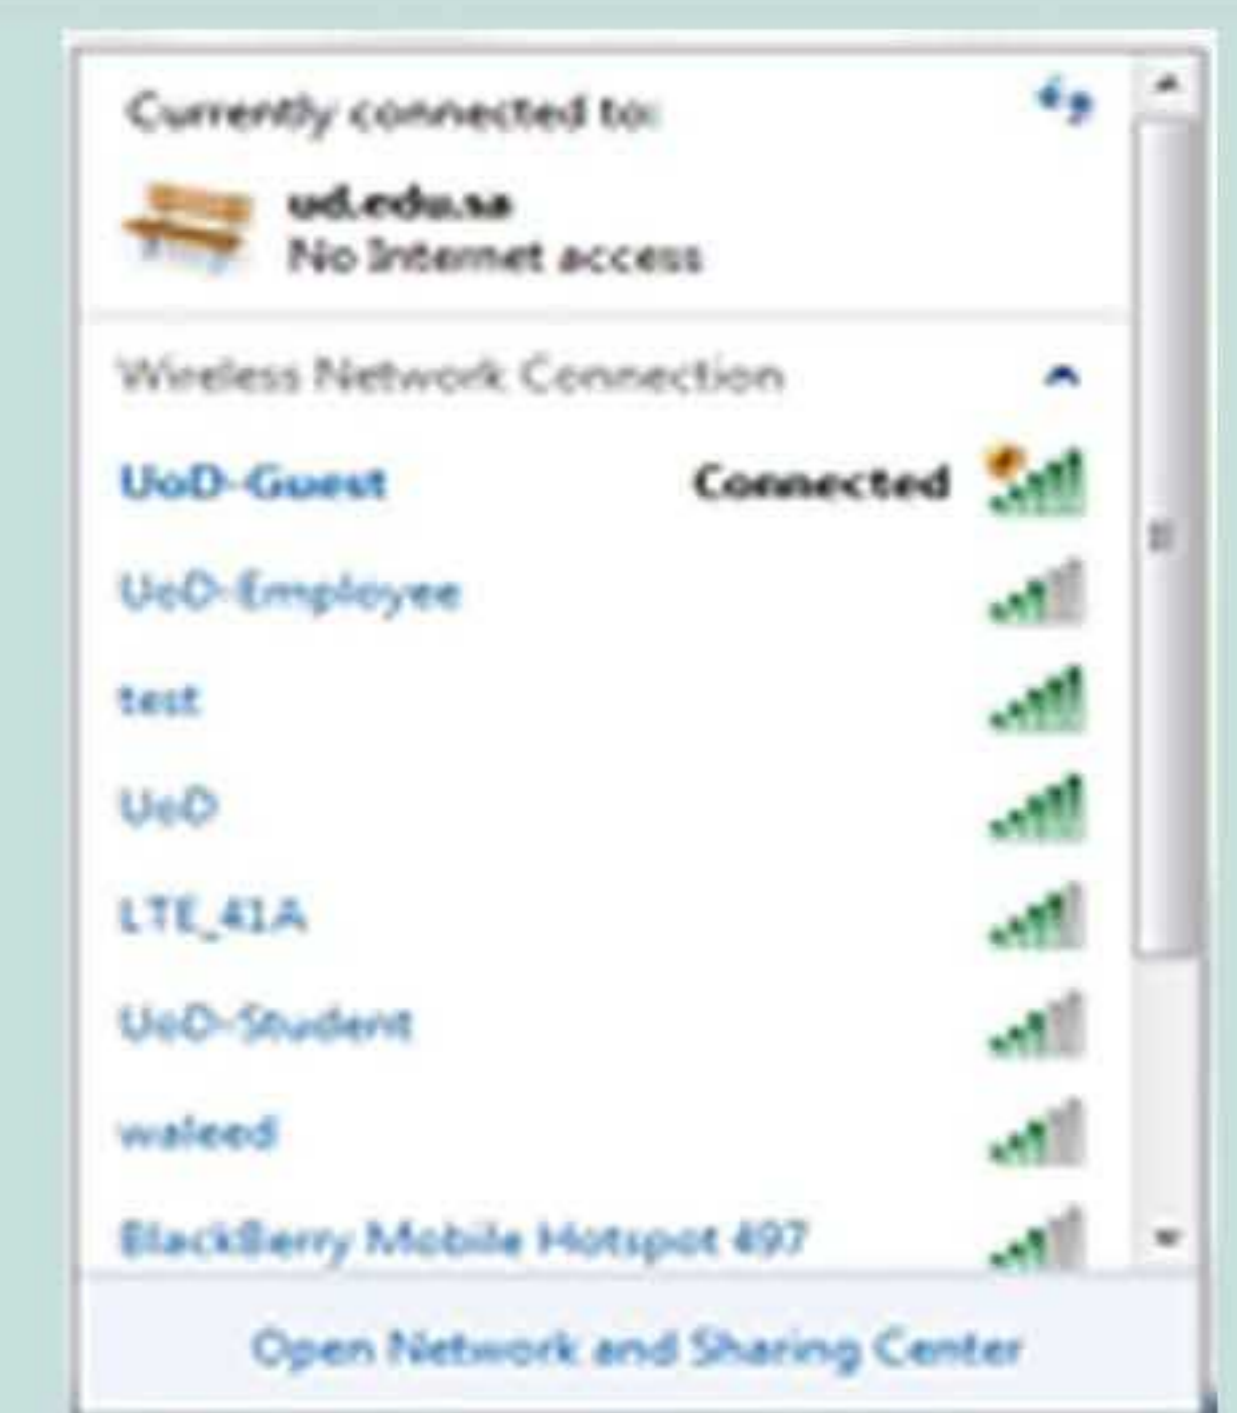 Currently connected to:
ud.edu.sa
No Internet access
Wireless Network Connection
UoD-Guest Connected
UoD-Employee
test
UoD
LTE_41A
UoD-Student
waleed
BlackBerry Mobile Hotspot 497
Open Network and Sharing Center